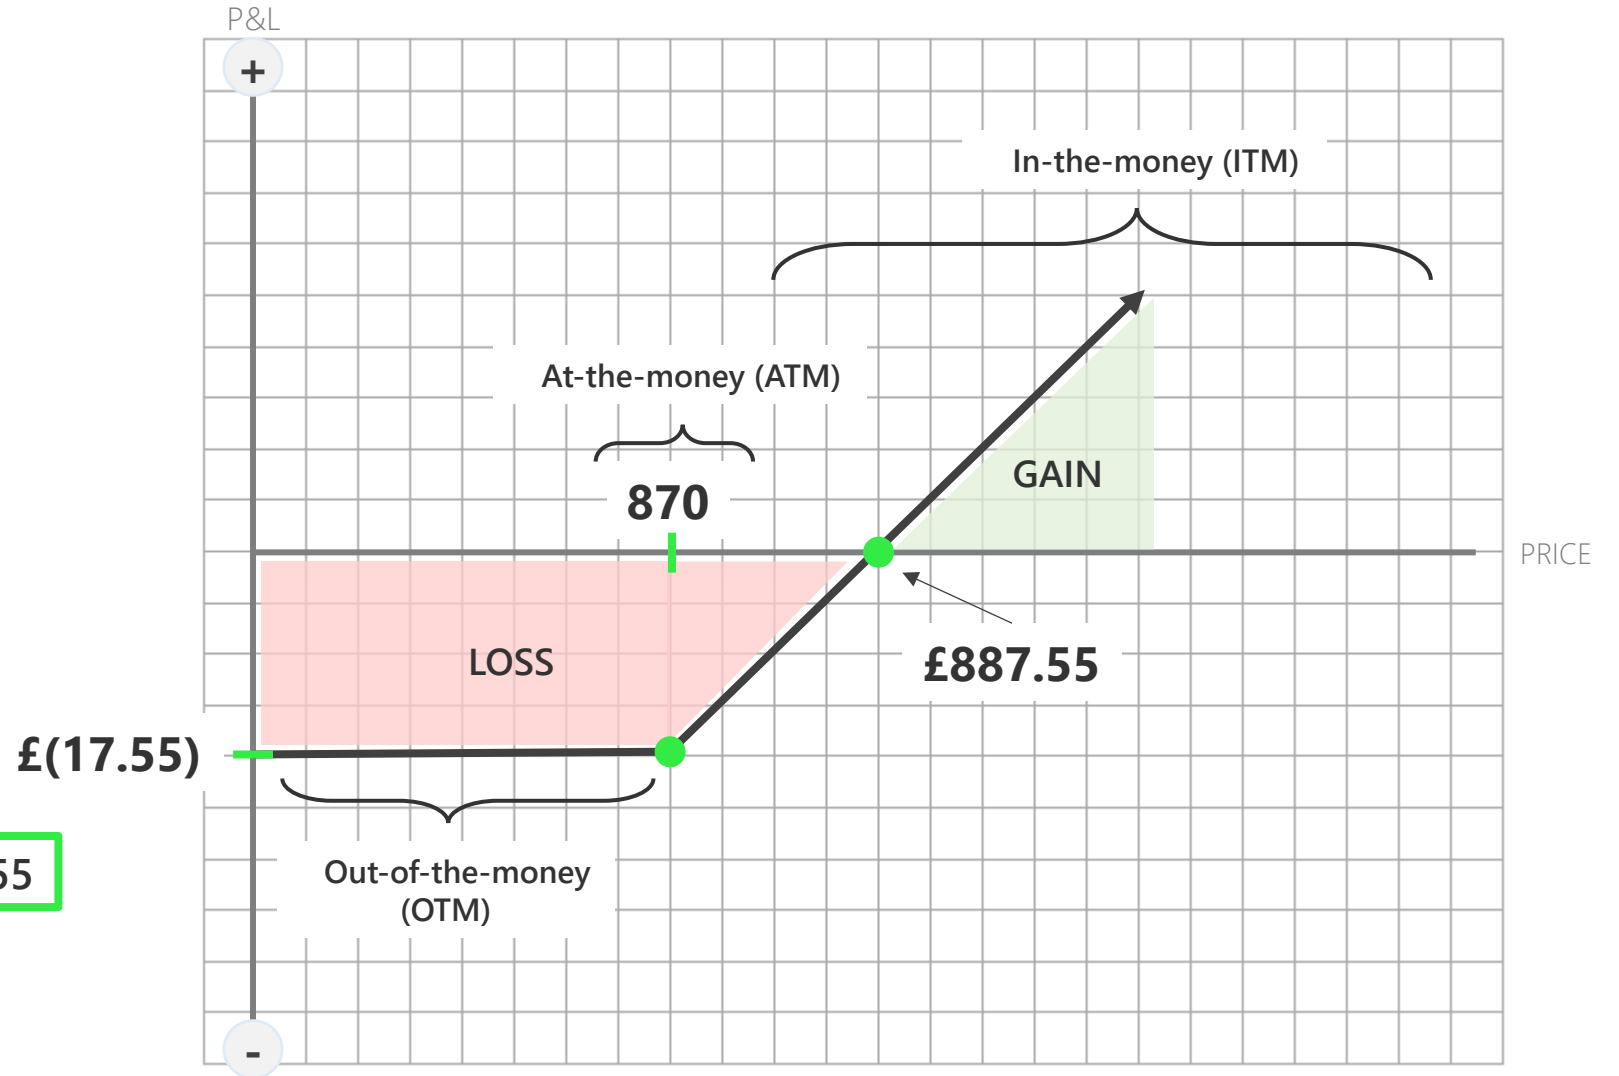 P&L
+
In-the-money (ITM)
At-the-money (ATM)
870
GAIN
PRICE
LOSS
£887.55
£(17.55)
55
Out-of-the-money
(OTM)
-